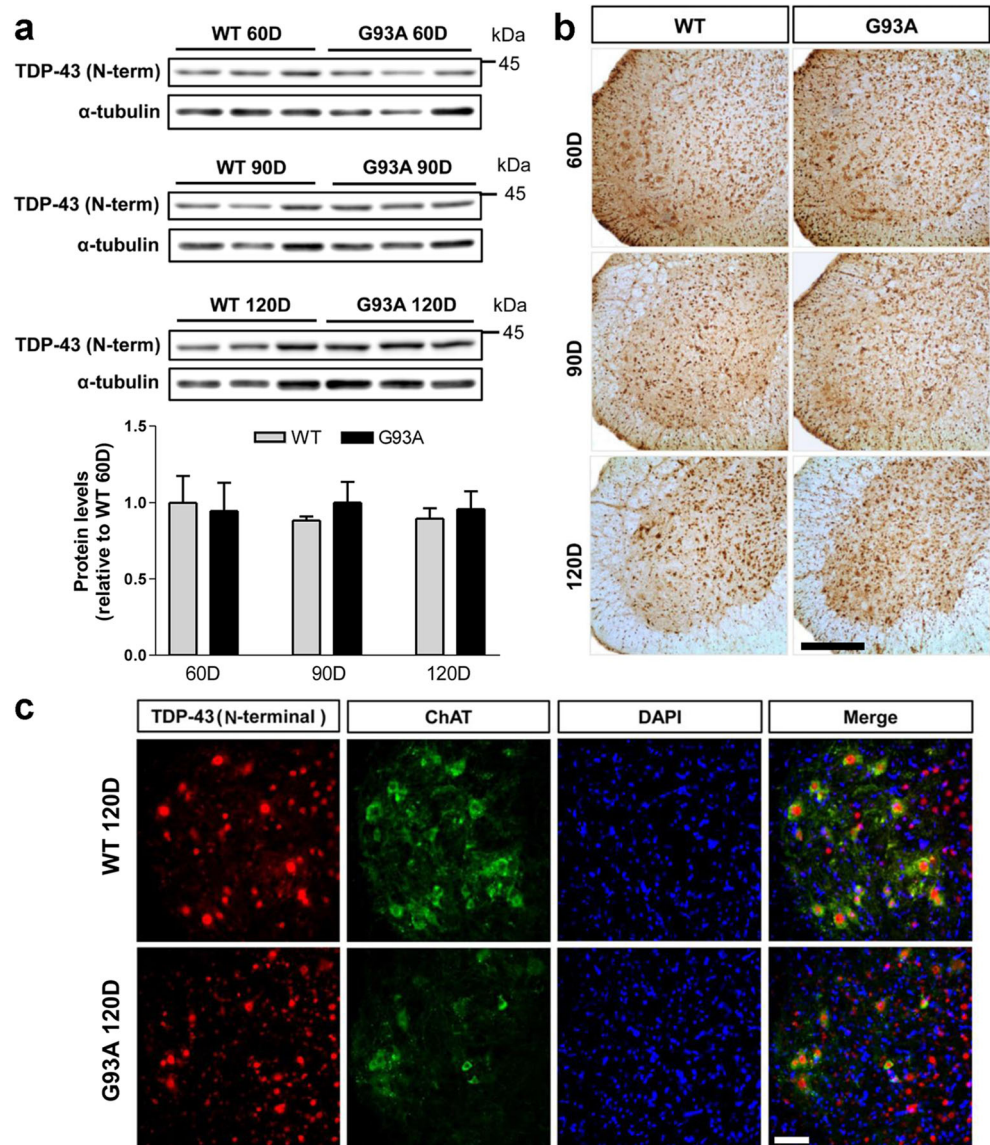 a
WT 60D G93A 60D kDa
TDP-43 (N-term) 45
α-tubulin
WT 90D G93A 90D kDa
TDP-43 (N-term) 45
α-tubulin
WT 120D G93A 120D kDa
TDP-43 (N-term) 45
α-tubulin
Protein levels
(relative to WT 60D)
1.5
1.0
0.5
0.0
WT G93A
60D 90D 120D
b
WT G93A
60D
90D
120D
c
TDP-43(N-terminal) ChAT DAPI Merge
WT 120D
G93A 120D